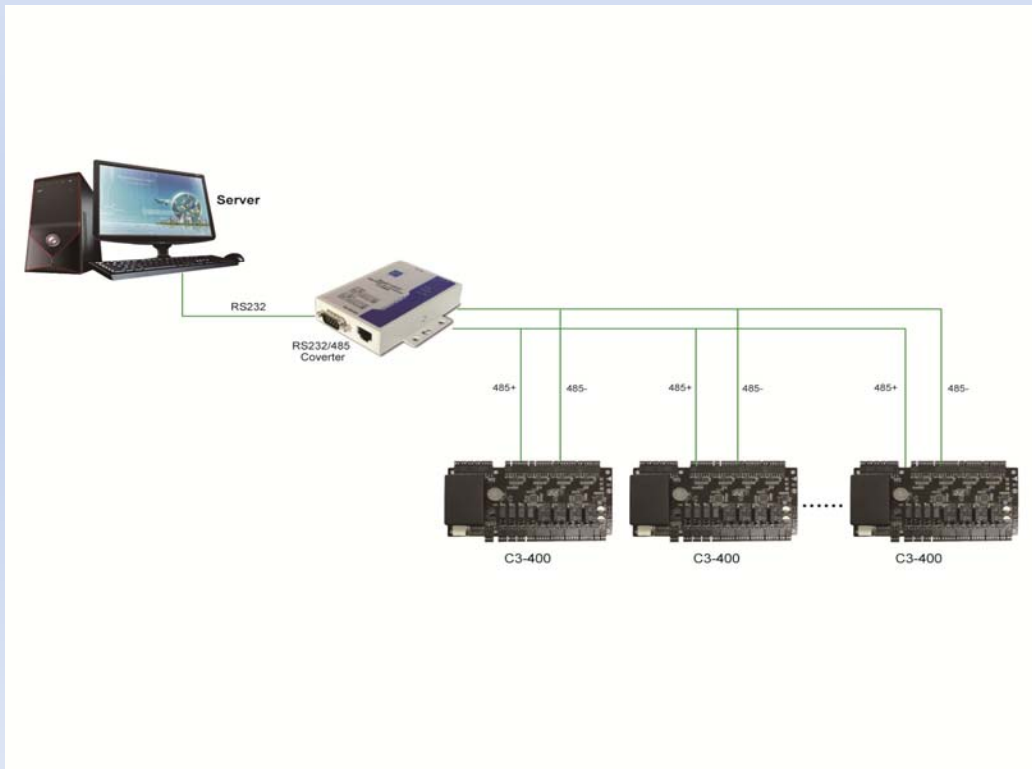 Server
RS232
RS232/485
Coverter
485+ 485- 485+ 485- 485+ 485-
C3-400 C3-400 C3-400